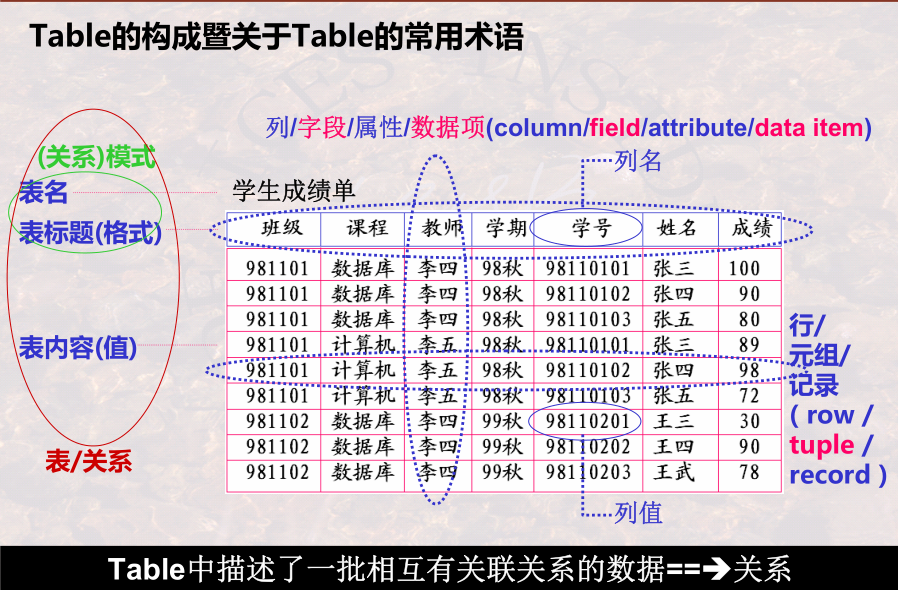 Table的构成暨关于Table的常用术语
列/字段/属性/数据项(column/field/attribute/data item)
(关系)模式
列名
表名
学生成绩单
表标题(格式)
班级 课程 教师 学期 学号 姓名 成绩
981101 数据库 李四 98秋 98110101 张三 100
981101 数据库 李四 98秋 98110102 张四 90
981101 数据库 李四 98秋 98110103 张五 80
表内容(值)
981101 计算机 李五 98秋 98110101 张三 89
981101 计算机 李五 98秋 98110102 张四 98
981101 计算机 李五 98秋 98110103 张五 72
981102 数据库 李四 99秋 98110201 王三 30
981102 数据库 李四 99秋 98110202 王四 90
981102 数据库 李四 99秋 98110203 王武 78
行/
元组/
记录
( row /
tuple /
record )
表/关系
列值
Table中描述了一批相互有关联关系的数据==➔关系